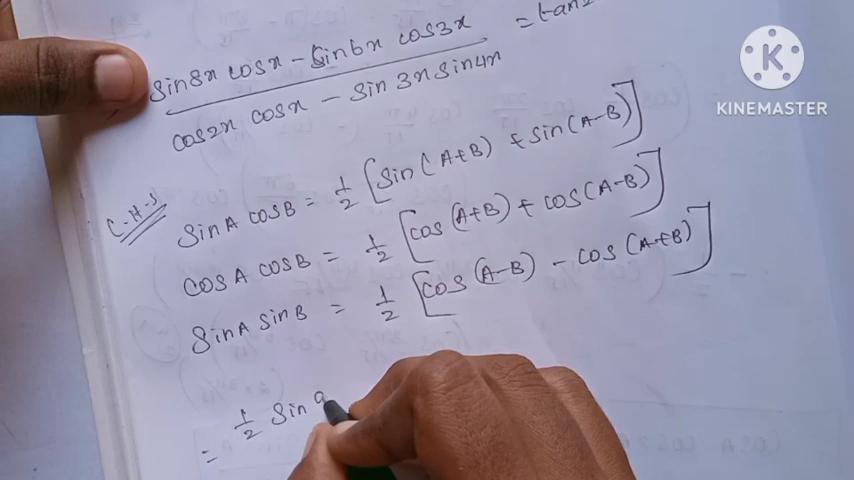 sin8x cosx − sin6x cos3x = tan2
cos2x cosx − sin3x sin4x
L.H.S
SinA cosB = 1/2 [sin(A+B) + sin(A−B)]
cosA cosB = 1/2 [cos(A+B) + cos(A−B)]
SinA sinB = 1/2 [cos(A−B) − cos(A+B)]
= 1/2 Sin 9
K
KINEMASTER